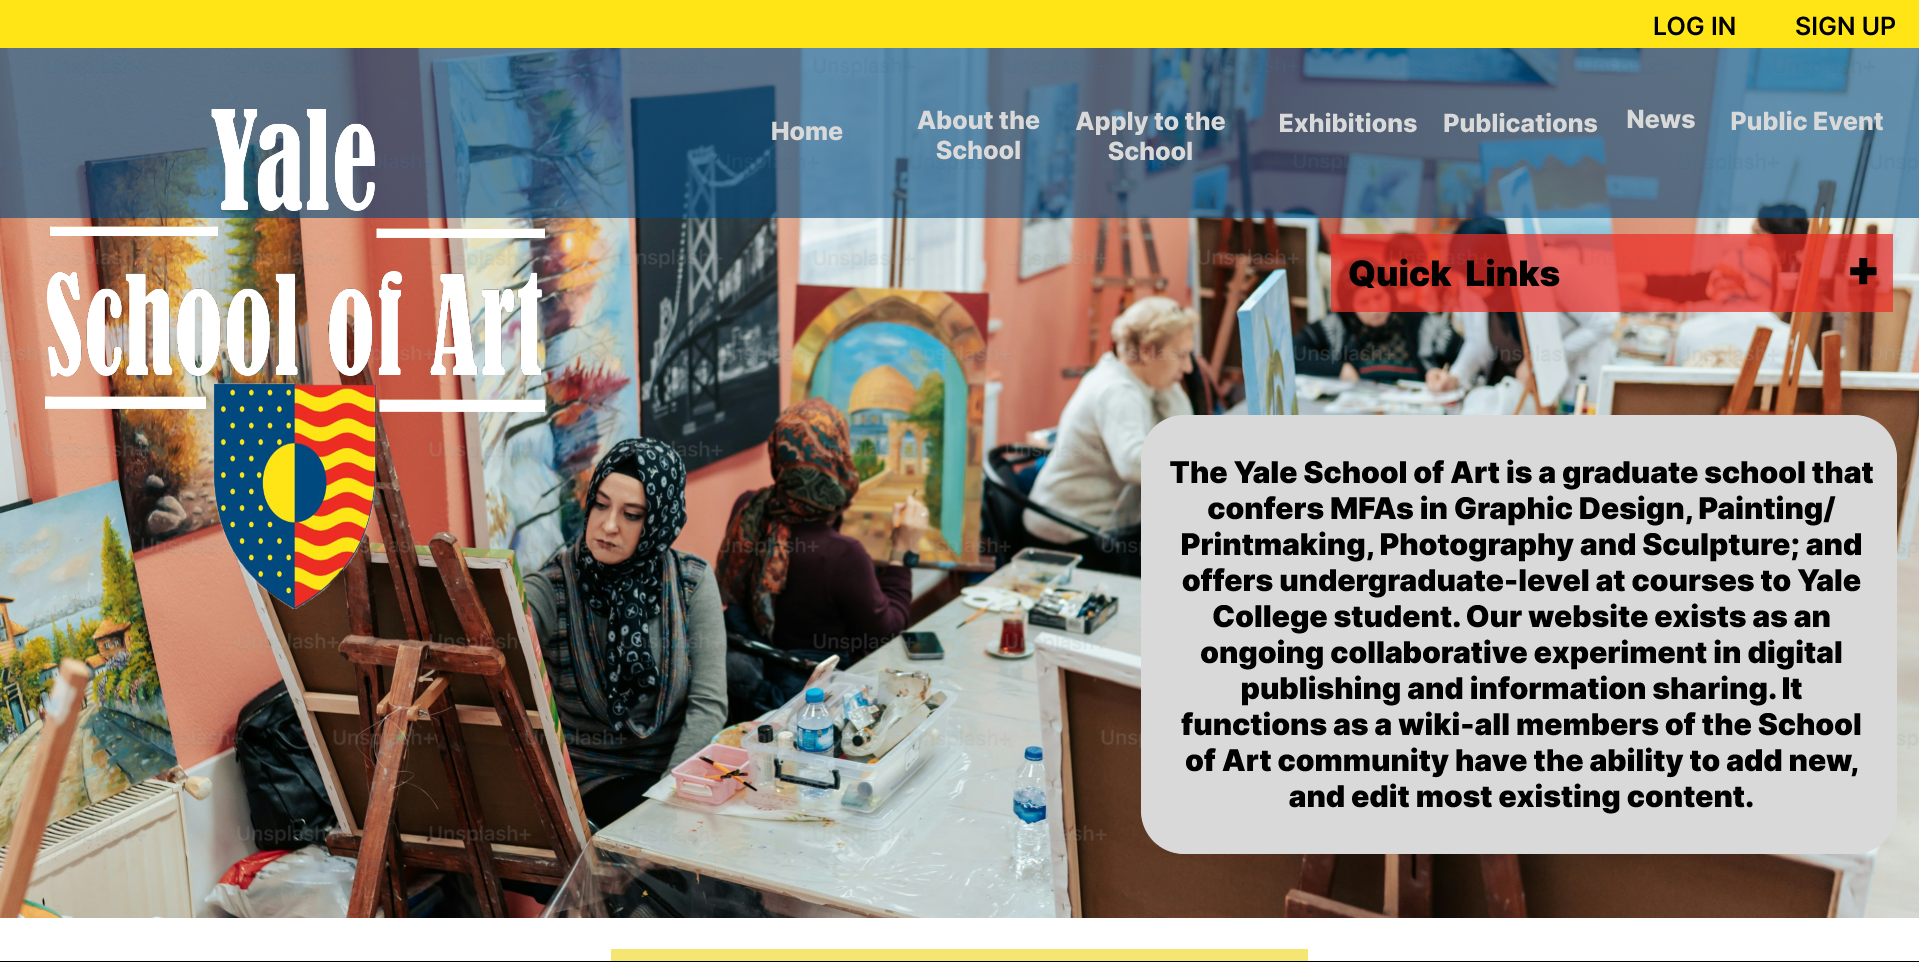 LOG IN SIGN UP
Home
About the
School
Apply to the
School
Exhibitions
Publications
News
Public Event
Yale
School of Art
Quick Links +
The Yale School of Art is a graduate school that
confers MFAs in Graphic Design, Painting/
Printmaking, Photography and Sculpture; and
offers undergraduate-level at courses to Yale
College student. Our website exists as an
ongoing collaborative experiment in digital
publishing and information sharing. It
functions as a wiki-all members of the School
of Art community have the ability to add new,
and edit most existing content.
Unsplash+